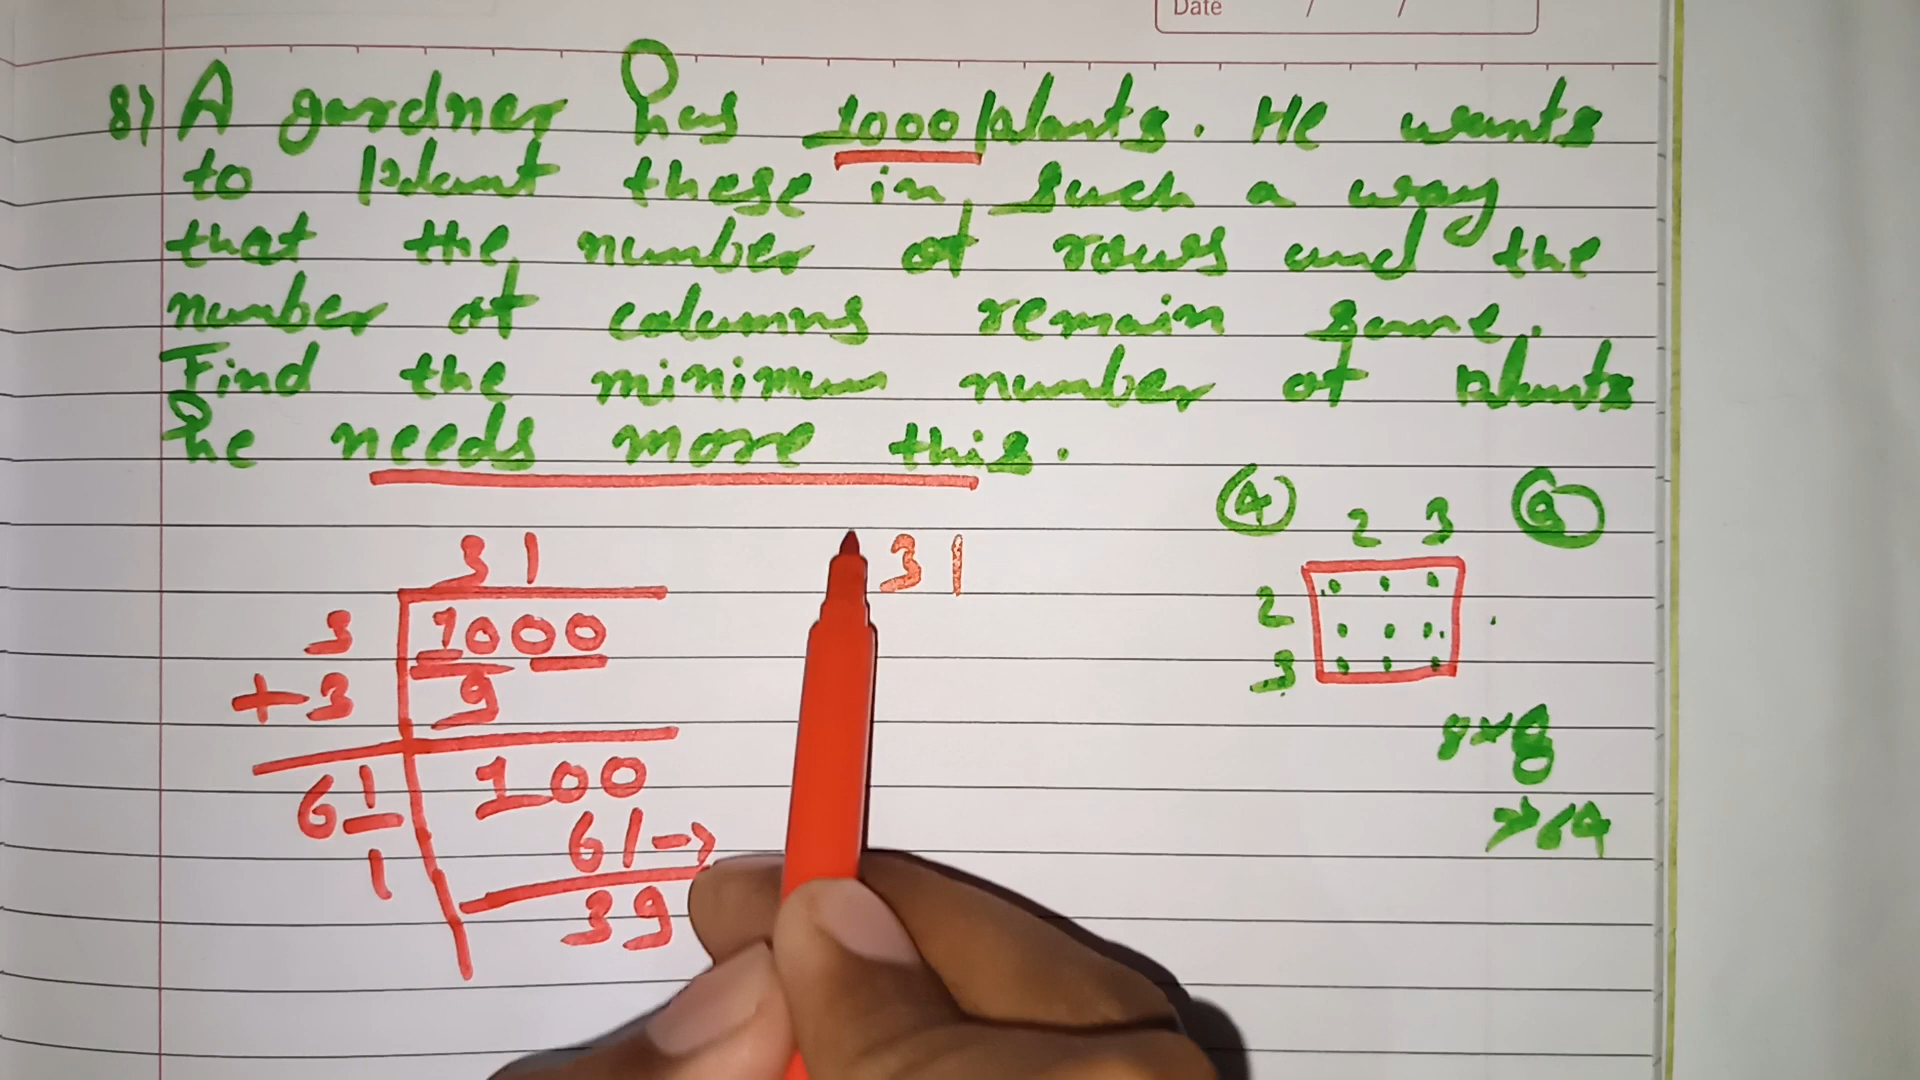 Date / /
8) A gardner has 1000 plants. He wants
to plant these in such a way
that the number of rows and the
number of columns remain same.
Find the minimum number of plants
he needs more this.
31
3 1000
+3 9
61 100
1 61 →
39
31
4 2 3 9
2
3
8×8
→ 64